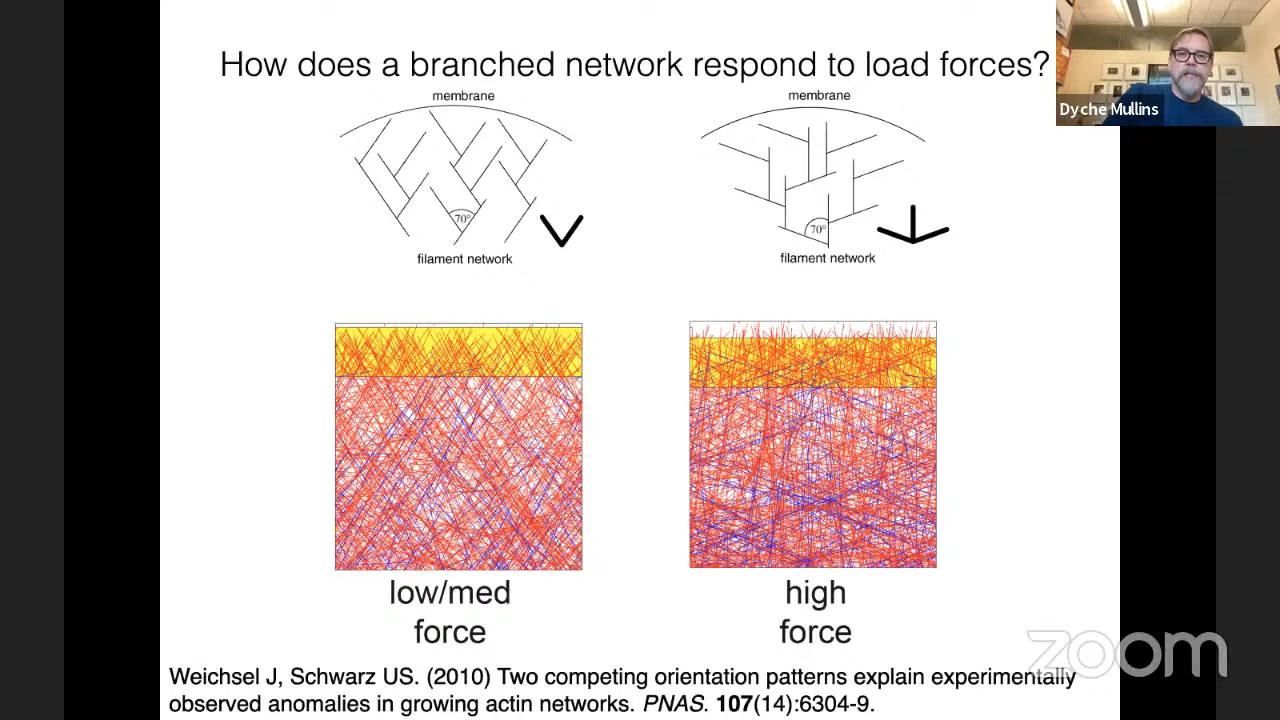 How does a branched network respond to load forces?
Dyche Mullins
membrane
membrane
70°
70°
filament network
filament network
low/med
force
high
force
Weichsel J, Schwarz US. (2010) Two competing orientation patterns explain experimentally
observed anomalies in growing actin networks. PNAS. 107(14):6304-9.
zoom